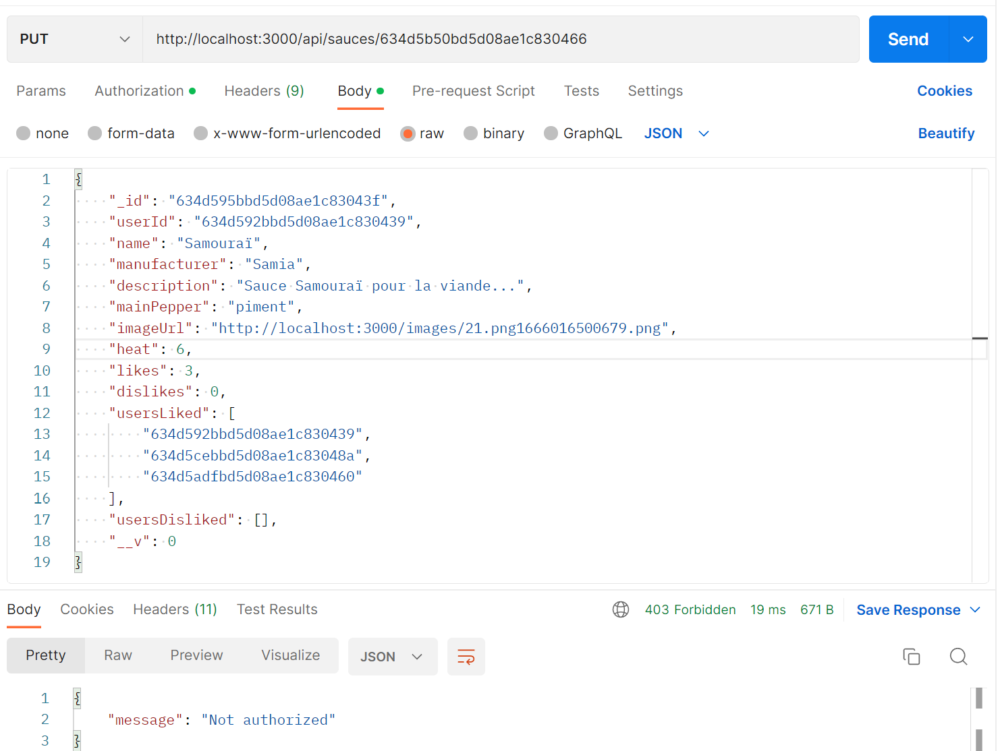 PUT http://localhost:3000/api/sauces/634d5b50bd5d08ae1c830466 Send
Params Authorization Headers (9) Body Pre-request Script Tests Settings Cookies
none form-data x-www-form-urlencoded raw binary GraphQL JSON Beautify
1 {
2 "_id": "634d595bbd5d08ae1c83043f",
3 "userId": "634d592bbd5d08ae1c830439",
4 "name": "Samouraï",
5 "manufacturer": "Samia",
6 "description": "Sauce Samouraï pour la viande...",
7 "mainPepper": "piment",
8 "imageUrl": "http://localhost:3000/images/21.png1666016500679.png",
9 "heat": 6,
10 "likes": 3,
11 "dislikes": 0,
12 "usersLiked": [
13 "634d592bbd5d08ae1c830439",
14 "634d5cebbd5d08ae1c83048a",
15 "634d5adfbd5d08ae1c830460"
16 ],
17 "usersDisliked": [],
18 "__v": 0
19 }
Body Cookies Headers (11) Test Results 403 Forbidden 19 ms 671 B Save Response
Pretty Raw Preview Visualize JSON
1 {
2 "message": "Not authorized"
3 }